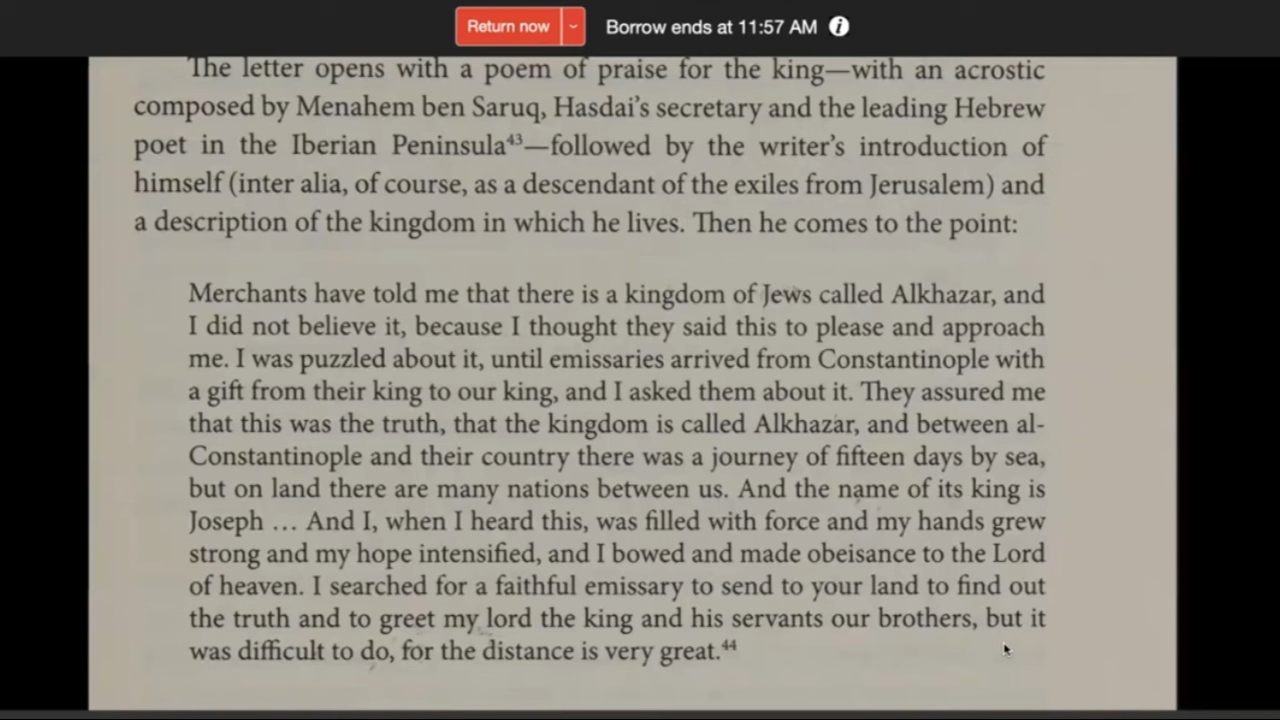 Return now
Borrow ends at 11:57 AM i
The letter opens with a poem of praise for the king—with an acrostic
composed by Menahem ben Saruq, Hasdai’s secretary and the leading Hebrew
poet in the Iberian Peninsula⁴³—followed by the writer’s introduction of
himself (inter alia, of course, as a descendant of the exiles from Jerusalem) and
a description of the kingdom in which he lives. Then he comes to the point:
Merchants have told me that there is a kingdom of Jews called Alkhazar, and
I did not believe it, because I thought they said this to please and approach
me. I was puzzled about it, until emissaries arrived from Constantinople with
a gift from their king to our king, and I asked them about it. They assured me
that this was the truth, that the kingdom is called Alkhazar, and between al-
Constantinople and their country there was a journey of fifteen days by sea,
but on land there are many nations between us. And the name of its king is
Joseph ... And I, when I heard this, was filled with force and my hands grew
strong and my hope intensified, and I bowed and made obeisance to the Lord
of heaven. I searched for a faithful emissary to send to your land to find out
the truth and to greet my lord the king and his servants our brothers, but it
was difficult to do, for the distance is very great.⁴⁴